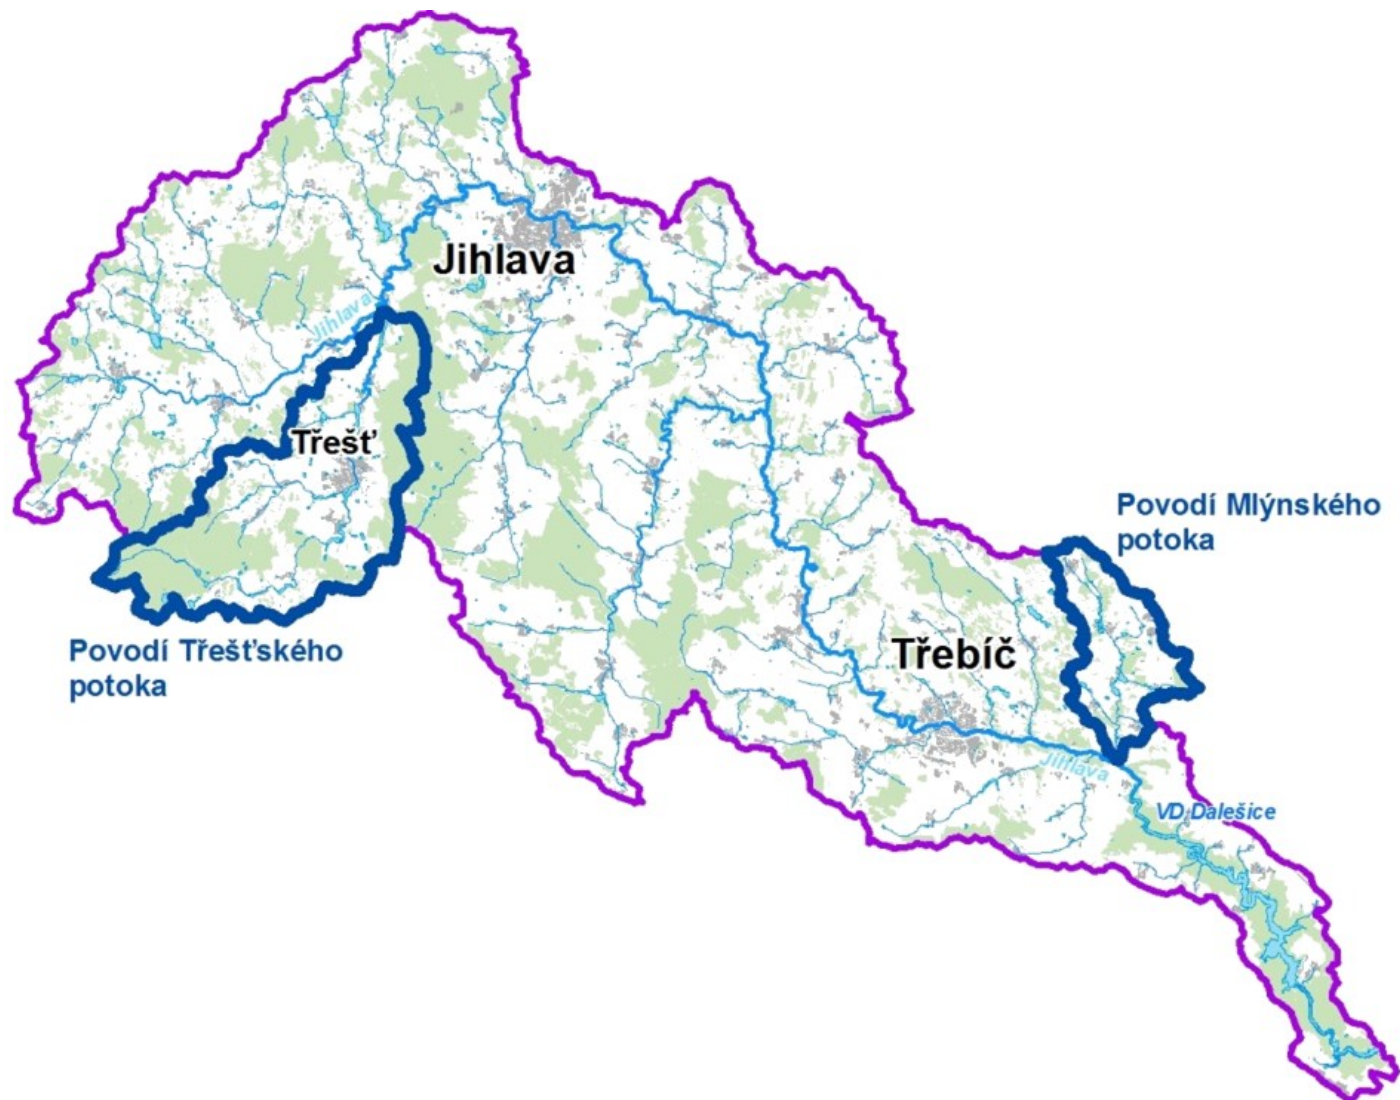 Jihlava
Jihlava
Třešť
Povodí Mlýnského
potoka
Povodí Třešťského
potoka
Třebíč
Jihlava
VD Dalešice